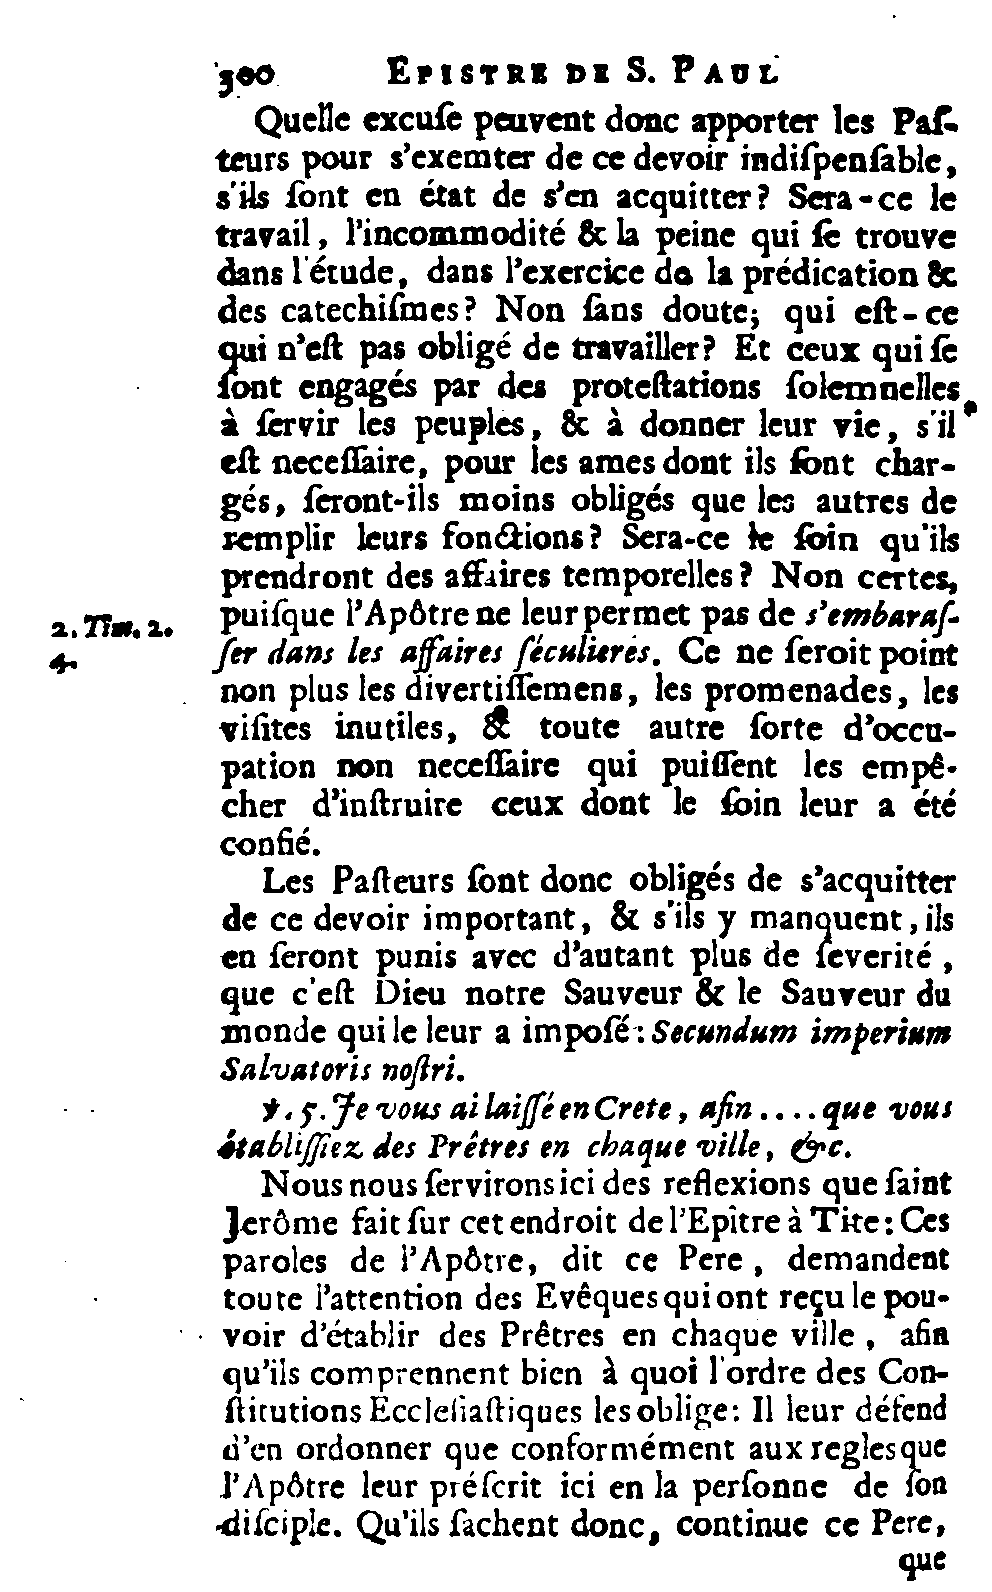 300 EPISTRE DE S. PAUL
Quelle excuſe peuvent donc apporter les Paſ-
teurs pour s'exemter de ce devoir indiſpenſable,
s'ils ſont en état de s'en acquitter? Sera-ce le
travail, l'incommodité & la peine qui ſe trouve
dans l'étude, dans l'exercice de la prédication &
des catechiſmes? Non ſans doute; qui eſt-ce
qui n'eſt pas obligé de travailler? Et ceux qui ſe
ſont engagés par des proteſtations ſolemnelles
à ſervir les peuples, & à donner leur vie, s'il
eſt neceſſaire, pour les ames dont ils ſont char-
gés, ſeront-ils moins obligés que les autres de
remplir leurs fonctions? Sera-ce le ſoin qu'ils
prendront des affaires temporelles? Non certes,
puiſque l'Apôtre ne leur permet pas de s'embaraſ-
2. Tim. 2.
4.
ſer dans les affaires ſéculieres. Ce ne ſeroit point
non plus les divertiſſemens, les promenades, les
viſites inutiles, & toute autre ſorte d'occu-
pation non neceſſaire qui puiſſent les empê-
cher d'inſtruire ceux dont le ſoin leur a été
confié.
Les Paſteurs ſont donc obligés de s'acquitter
de ce devoir important, & s'ils y manquent, ils
en ſeront punis avec d'autant plus de ſeverité,
que c'eſt Dieu notre Sauveur & le Sauveur du
monde qui le leur a impoſé: Secundum imperium
Salvatoris noſtri.
℣. 5. Je vous ai laiſſé en Crete, afin .... que vous
établiſſiez des Prêtres en chaque ville, &c.
Nous nous ſervirons ici des reflexions que ſaint
Jerôme fait ſur cet endroit de l'Epître à Tite: Ces
paroles de l'Apôtre, dit ce Pere, demandent
toute l'attention des Evêques qui ont reçu le pou-
voir d'établir des Prêtres en chaque ville, afin
qu'ils comprennent bien à quoi l'ordre des Con-
ſtitutions Eccleſiaſtiques les oblige: Il leur défend
d'en ordonner que conformément aux regles que
l'Apôtre leur préſcrit ici en la perſonne de ſon
diſciple. Qu'ils ſachent donc, continue ce Pere,
que